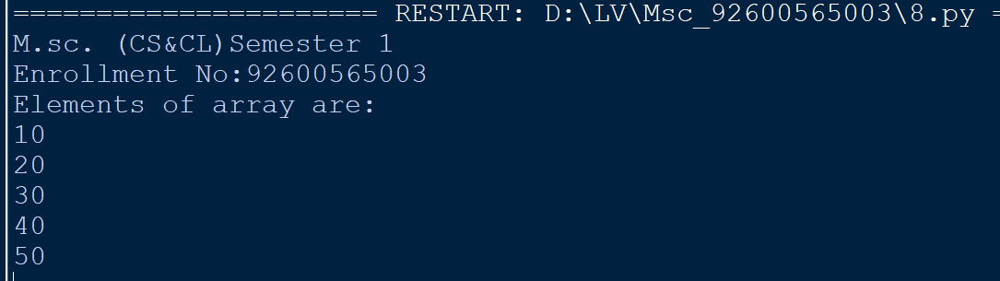 ====================== RESTART: D:\LV\Msc_92600565003\8.py =
M.sc. (CS&CL)Semester 1
Enrollment No:92600565003
Elements of array are:
10
20
30
40
50